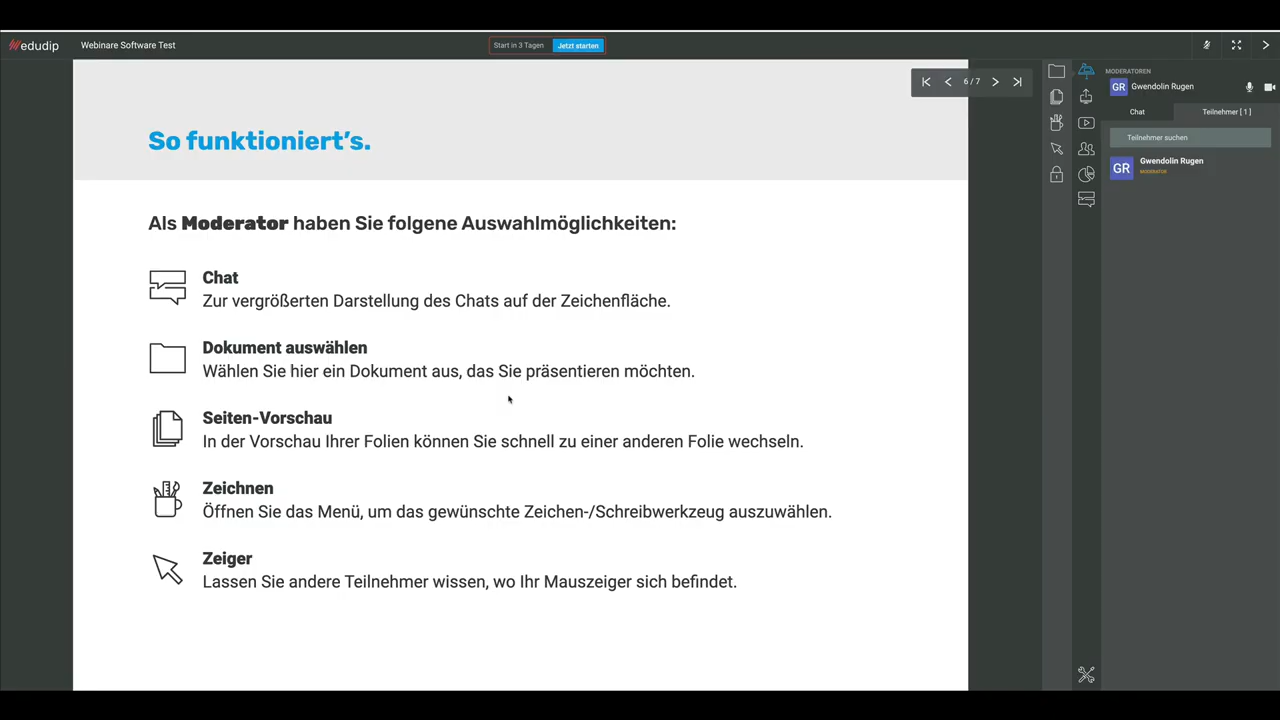 edudip
Webinare Software Test
Start in 3 Tagen
Jetzt starten
6 / 7
So funktioniert's.
Als Moderator haben Sie folgene Auswahlmöglichkeiten:
Chat
Zur vergrößerten Darstellung des Chats auf der Zeichenfläche.
Dokument auswählen
Wählen Sie hier ein Dokument aus, das Sie präsentieren möchten.
Seiten-Vorschau
In der Vorschau Ihrer Folien können Sie schnell zu einer anderen Folie wechseln.
Zeichnen
Öffnen Sie das Menü, um das gewünschte Zeichen-/Schreibwerkzeug auszuwählen.
Zeiger
Lassen Sie andere Teilnehmer wissen, wo Ihr Mauszeiger sich befindet.
MODERATOREN
GR Gwendolin Rugen
Chat
Teilnehmer [ 1 ]
Teilnehmer suchen
GR Gwendolin Rugen
MODERATOR